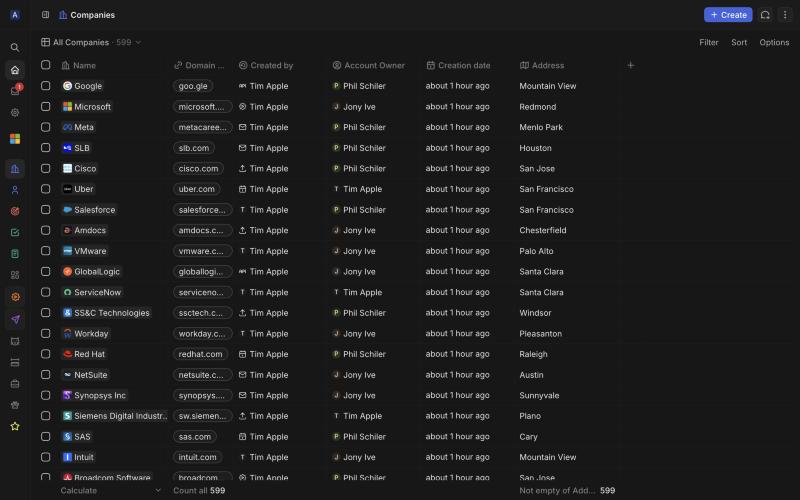 A Companies + Create
All Companies · 599 Filter Sort Options
1
Name Domain ... Created by Account Owner Creation date Address +
Google goo.gle API Tim Apple P Phil Schiler about 1 hour ago Mountain View
Microsoft microsoft.... Tim Apple J Jony Ive about 1 hour ago Redmond
Meta metacaree... Tim Apple P Phil Schiler about 1 hour ago Menlo Park
SLB slb.com Tim Apple P Phil Schiler about 1 hour ago Houston
Cisco cisco.com Tim Apple P Phil Schiler about 1 hour ago San Jose
Uber uber.com Tim Apple T Tim Apple about 1 hour ago San Francisco
Salesforce salesforce... T Tim Apple P Phil Schiler about 1 hour ago San Francisco
Amdocs amdocs.c... Tim Apple J Jony Ive about 1 hour ago Chesterfield
VMware vmware.c... T Tim Apple J Jony Ive about 1 hour ago Palo Alto
GlobalLogic globallogi... API Tim Apple J Jony Ive about 1 hour ago Santa Clara
ServiceNow serviceno... T Tim Apple T Tim Apple about 1 hour ago Santa Clara
SS&C Technologies ssctech.c... Tim Apple P Phil Schiler about 1 hour ago Windsor
Workday workday.c... T Tim Apple J Jony Ive about 1 hour ago Pleasanton
Red Hat redhat.com Tim Apple P Phil Schiler about 1 hour ago Raleigh
NetSuite netsuite.c... T Tim Apple J Jony Ive about 1 hour ago Austin
Synopsys Inc synopsys.... Tim Apple J Jony Ive about 1 hour ago Sunnyvale
Siemens Digital Industr... sw.siemen... Tim Apple T Tim Apple about 1 hour ago Plano
SAS sas.com Tim Apple P Phil Schiler about 1 hour ago Cary
Intuit intuit.com T Tim Apple J Jony Ive about 1 hour ago Mountain View
Broadcom Software broadcom... Tim Apple P Phil Schiler about 1 hour ago San Jose
Calculate Count all 599 Not empty of Add... 599